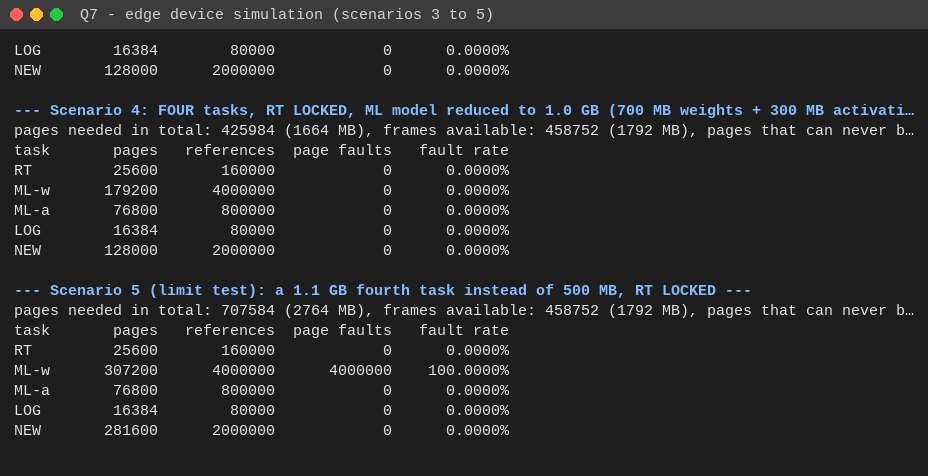 Q7 - edge device simulation (scenarios 3 to 5)
LOG        16384        80000            0      0.0000%
NEW       128000      2000000            0      0.0000%
--- Scenario 4: FOUR tasks, RT LOCKED, ML model reduced to 1.0 GB (700 MB weights + 300 MB activati…
pages needed in total: 425984 (1664 MB), frames available: 458752 (1792 MB), pages that can never b…
task       pages   references  page faults   fault rate
RT         25600       160000            0      0.0000%
ML-w      179200      4000000            0      0.0000%
ML-a       76800       800000            0      0.0000%
LOG        16384        80000            0      0.0000%
NEW       128000      2000000            0      0.0000%
--- Scenario 5 (limit test): a 1.1 GB fourth task instead of 500 MB, RT LOCKED ---
pages needed in total: 707584 (2764 MB), frames available: 458752 (1792 MB), pages that can never b…
task       pages   references  page faults   fault rate
RT         25600       160000            0      0.0000%
ML-w      307200      4000000      4000000    100.0000%
ML-a       76800       800000            0      0.0000%
LOG        16384        80000            0      0.0000%
NEW       281600      2000000            0      0.0000%